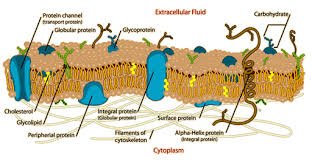 Extracellular Fluid
Carbohydrate
Protein channel
(transport protein)
Globular protein
Glycoprotein
Cholesterol
Glycolipid
Peripherial protein
Integral protein
(Globular protein)
Filaments of
cytoskeleton
Surface protein
Alpha-Helix protein
(Integral protein)
Cytoplasm